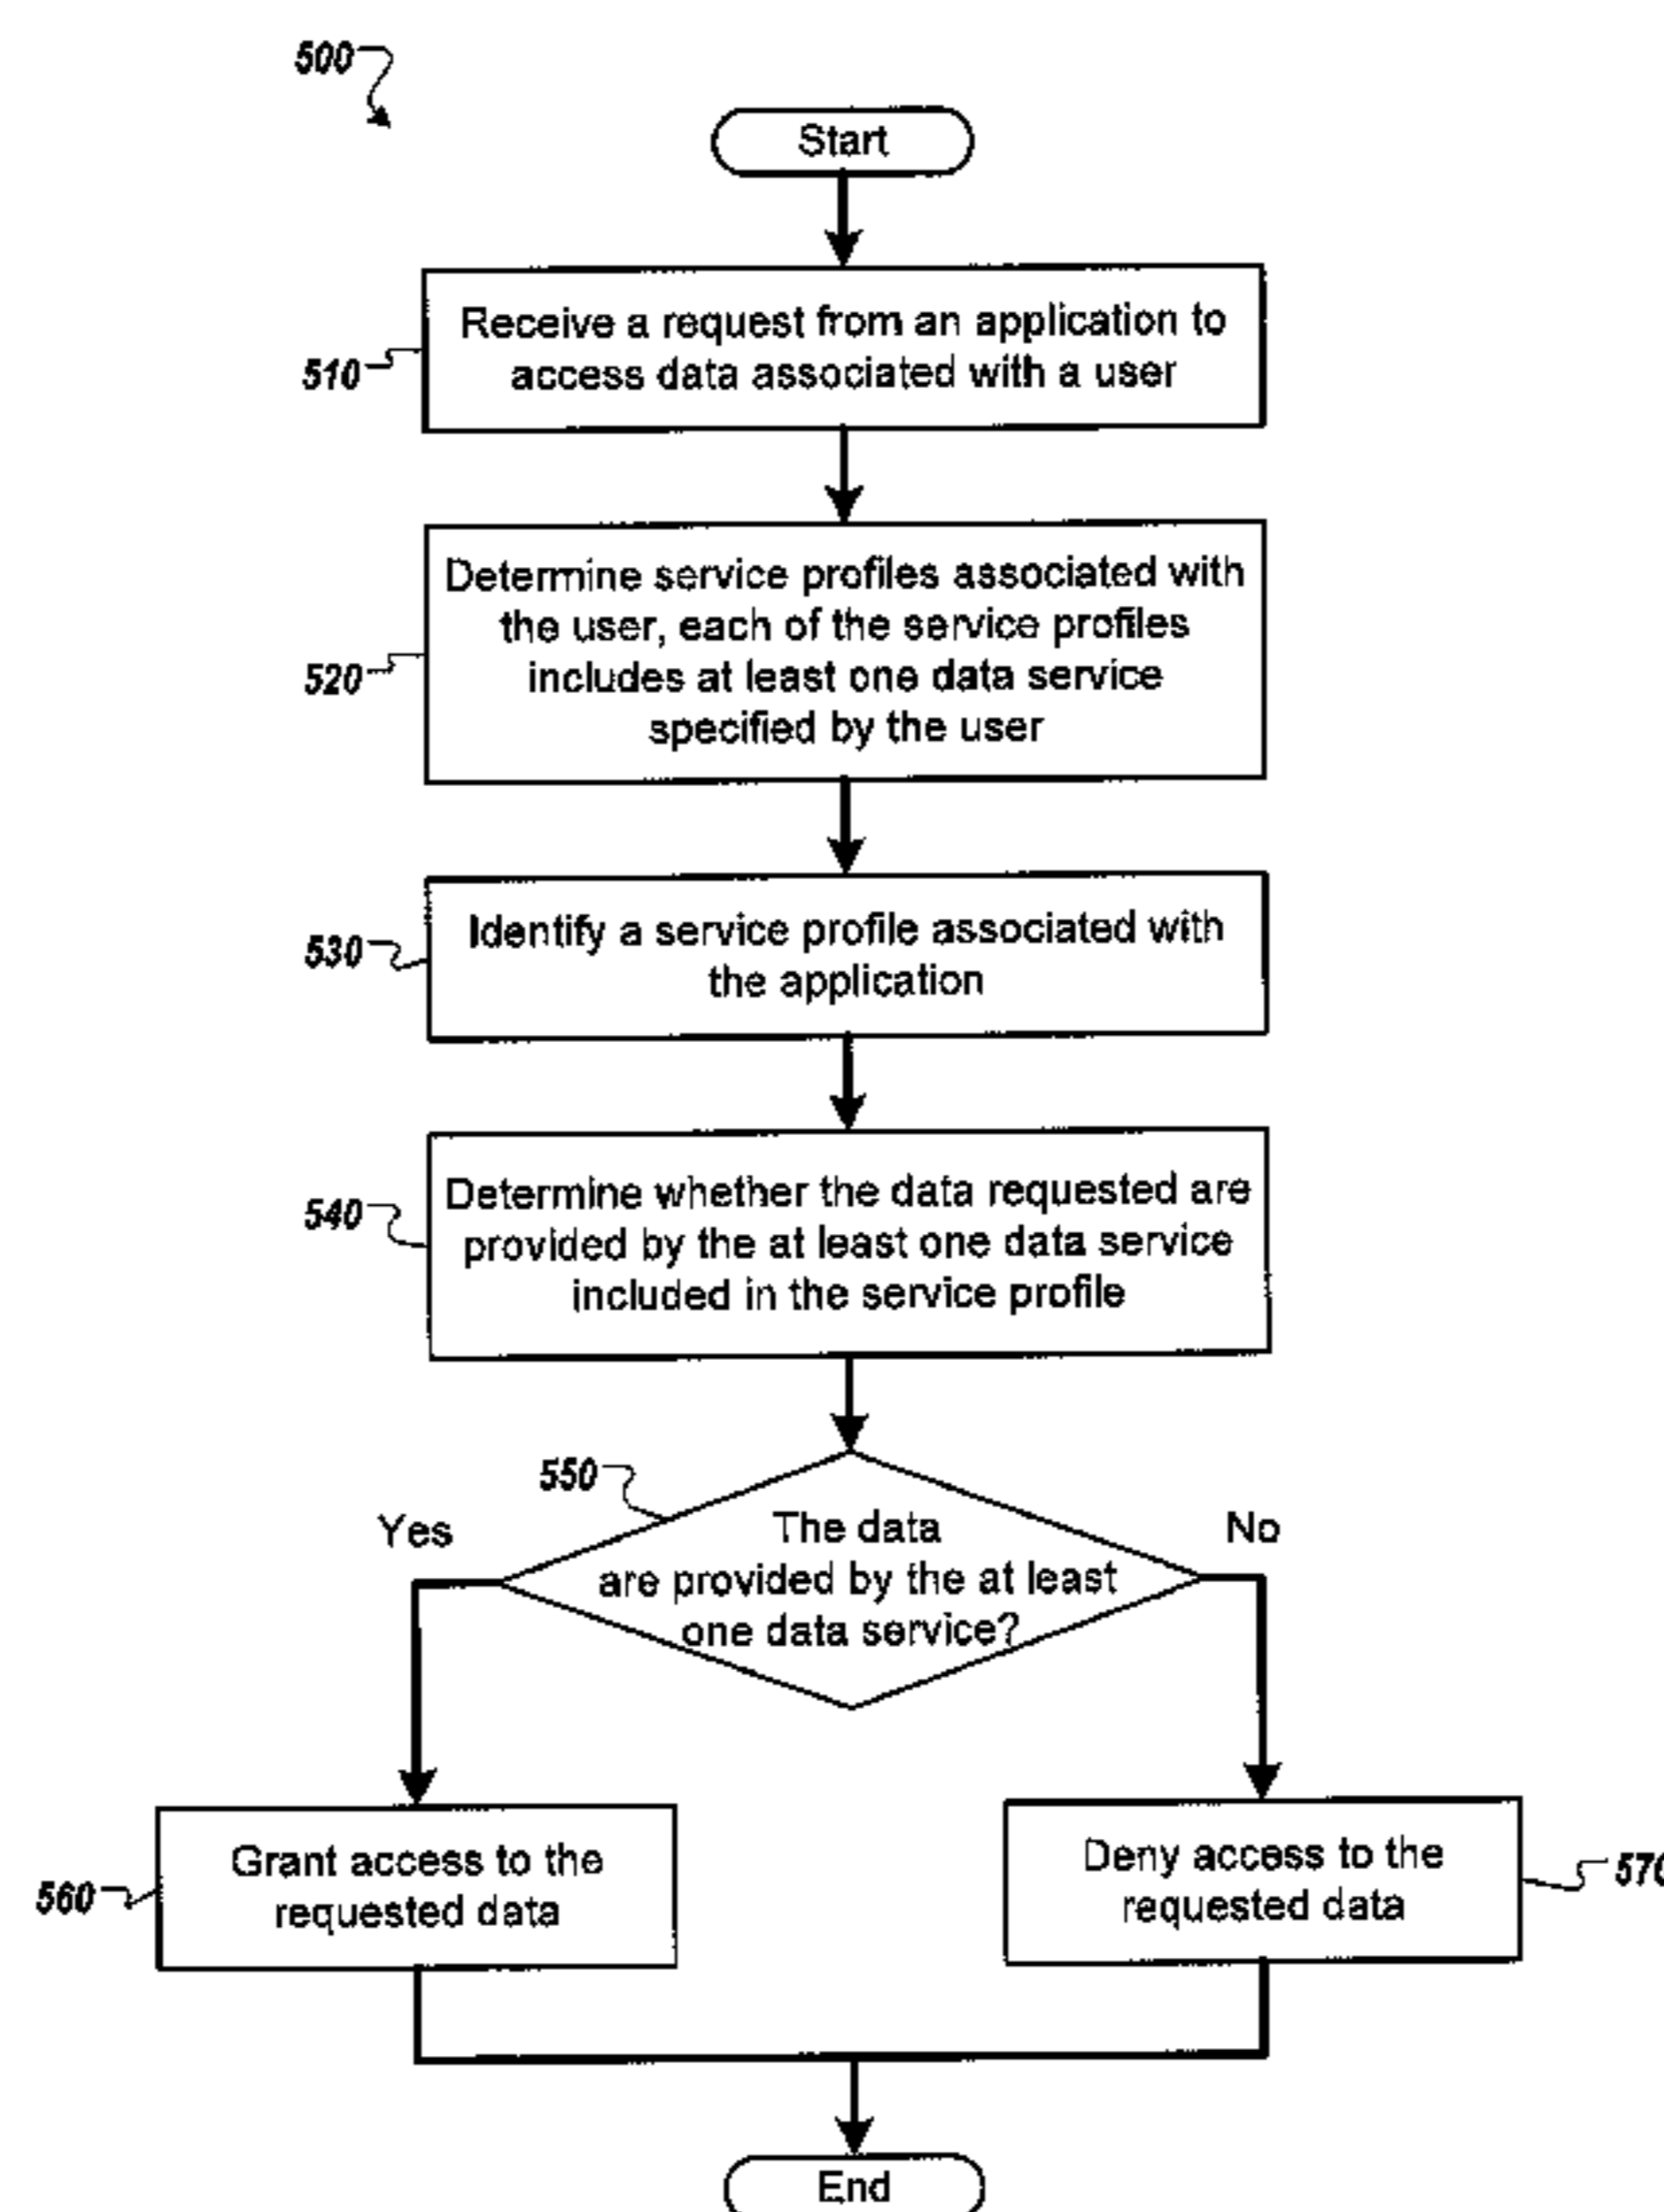 500
Start
510
Receive a request from an application to
access data associated with a user
520
Determine service profiles associated with
the user, each of the service profiles
includes at least one data service
specified by the user
530
Identify a service profile associated with
the application
540
Determine whether the data requested are
provided by the at least one data service
included in the service profile
550
Yes
The data
are provided by the at least
one data service?
No
560
Grant access to the
requested data
Deny access to the
requested data
570
End